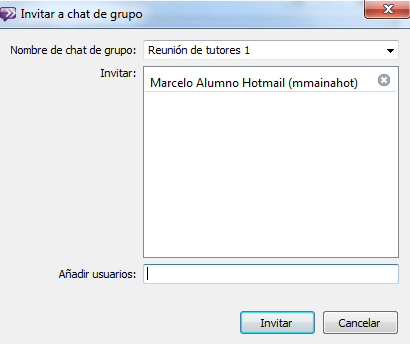 Invitar a chat de grupo
Nombre de chat de grupo: Reunión de tutores 1
Invitar:
Marcelo Alumno Hotmail (mmainahot)
Añadir usuarios:
Invitar Cancelar